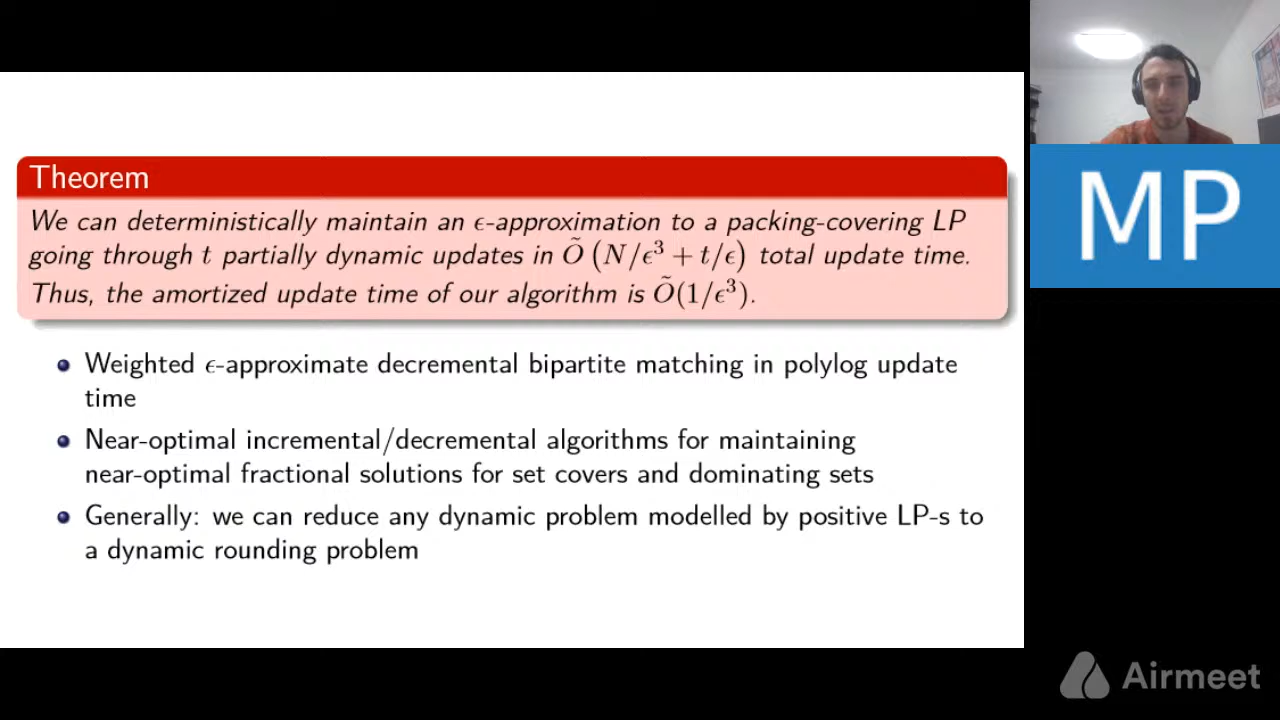 Theorem
We can deterministically maintain an ϵ-approximation to a packing-covering LP
going through t partially dynamic updates in Õ (N/ϵ³ + t/ϵ) total update time.
Thus, the amortized update time of our algorithm is Õ(1/ϵ³).
Weighted ϵ-approximate decremental bipartite matching in polylog update
time
Near-optimal incremental/decremental algorithms for maintaining
near-optimal fractional solutions for set covers and dominating sets
Generally: we can reduce any dynamic problem modelled by positive LP-s to
a dynamic rounding problem
MP
Airmeet